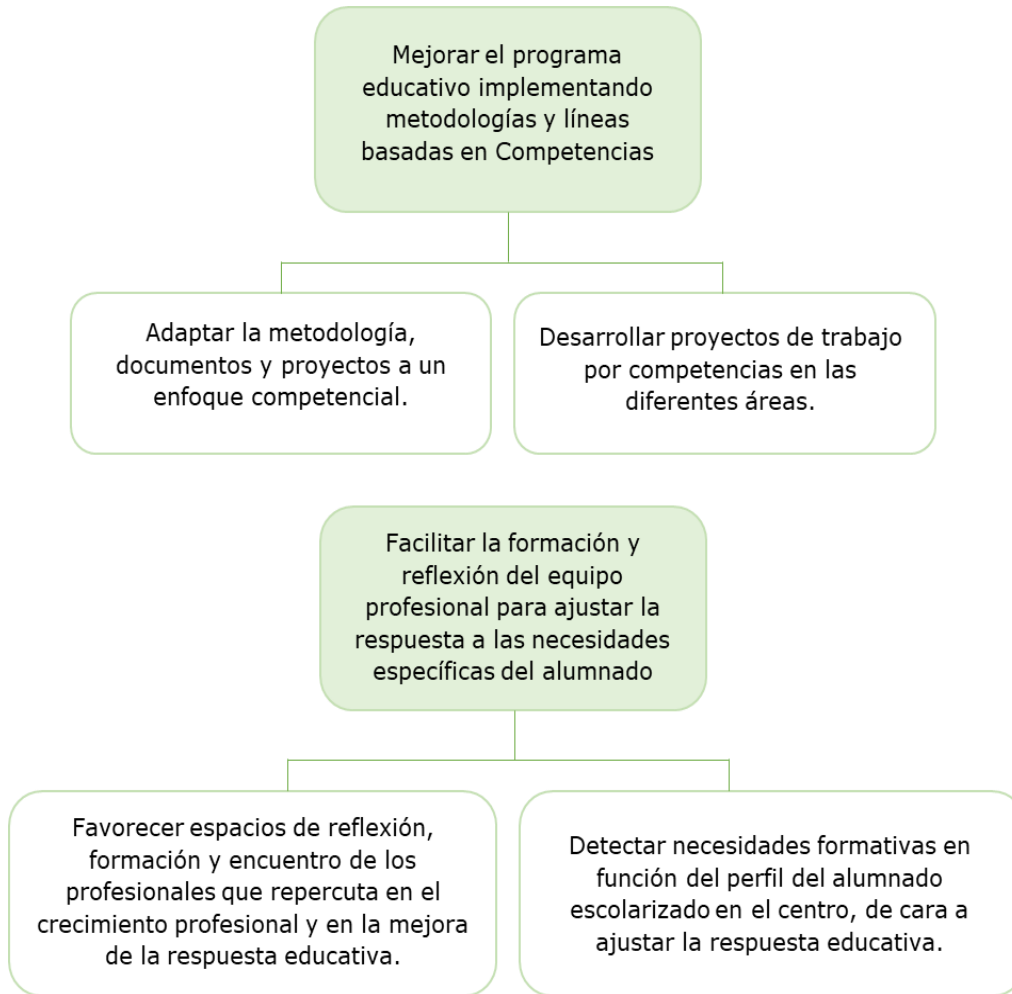 Mejorar el programa
educativo implementando
metodologías y líneas
basadas en Competencias
Adaptar la metodología,
documentos y proyectos a un
enfoque competencial.
Desarrollar proyectos de trabajo
por competencias en las
diferentes áreas.
Facilitar la formación y
reflexión del equipo
profesional para ajustar la
respuesta a las necesidades
específicas del alumnado
Favorecer espacios de reflexión,
formación y encuentro de los
profesionales que repercuta en el
crecimiento profesional y en la mejora
de la respuesta educativa.
Detectar necesidades formativas en
función del perfil del alumnado
escolarizado en el centro, de cara a
ajustar la respuesta educativa.